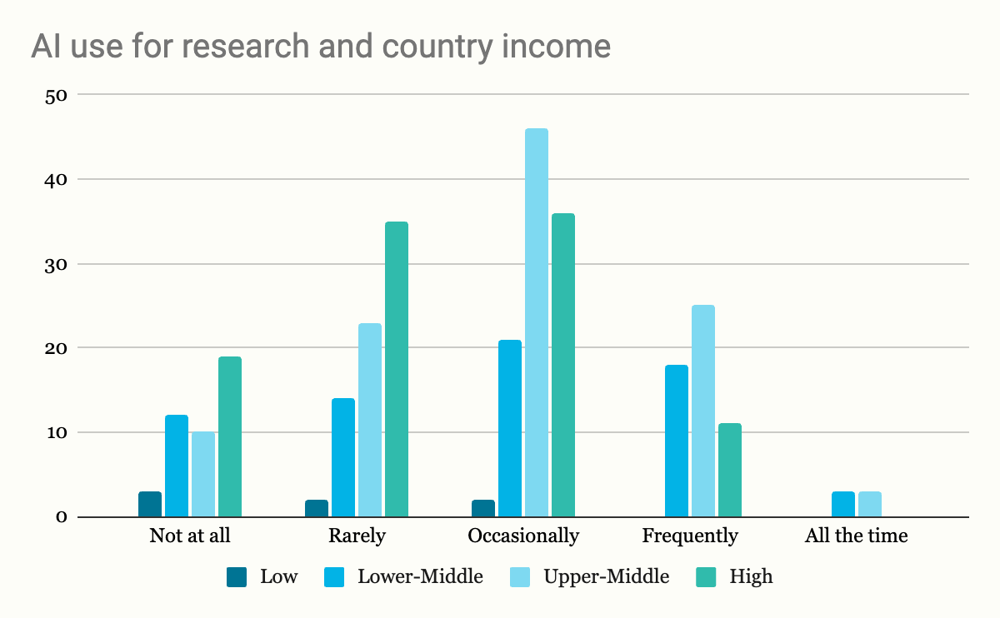 AI use for research and country income
50
40
30
20
10
0
Not at all Rarely Occasionally Frequently All the time
Low Lower-Middle Upper-Middle High